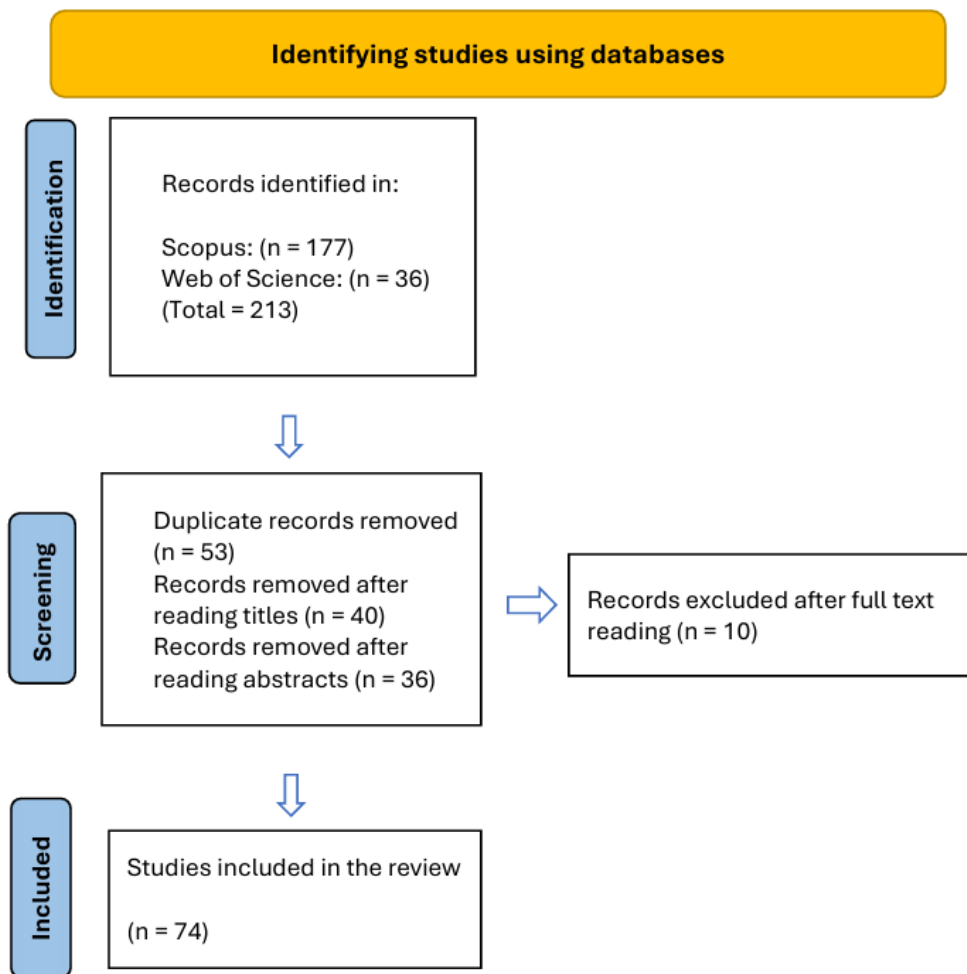 Identifying studies using databases
Identification
Records identified in:
Scopus: (n = 177)
Web of Science: (n = 36)
(Total = 213)
Screening
Duplicate records removed
(n = 53)
Records removed after
reading titles (n = 40)
Records removed after
reading abstracts (n = 36)
Records excluded after full text
reading (n = 10)
Included
Studies included in the review
(n = 74)